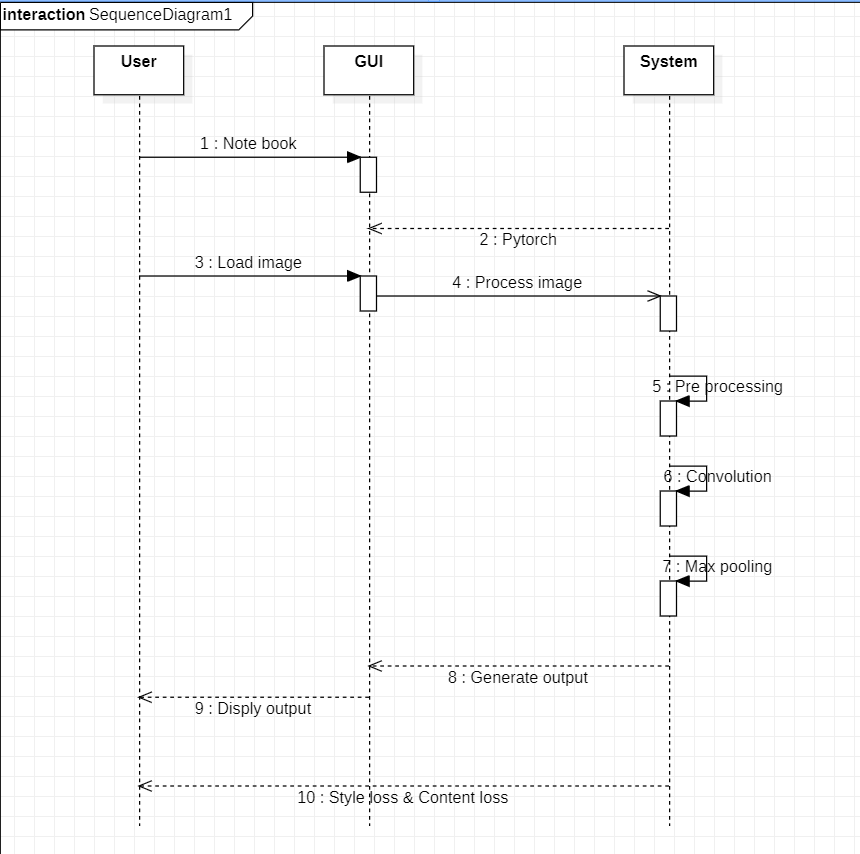 interaction SequenceDiagram1
User
GUI
System
1 : Note book
2 : Pytorch
3 : Load image
4 : Process image
5 : Pre processing
6 : Convolution
7 : Max pooling
8 : Generate output
9 : Disply output
10 : Style loss & Content loss